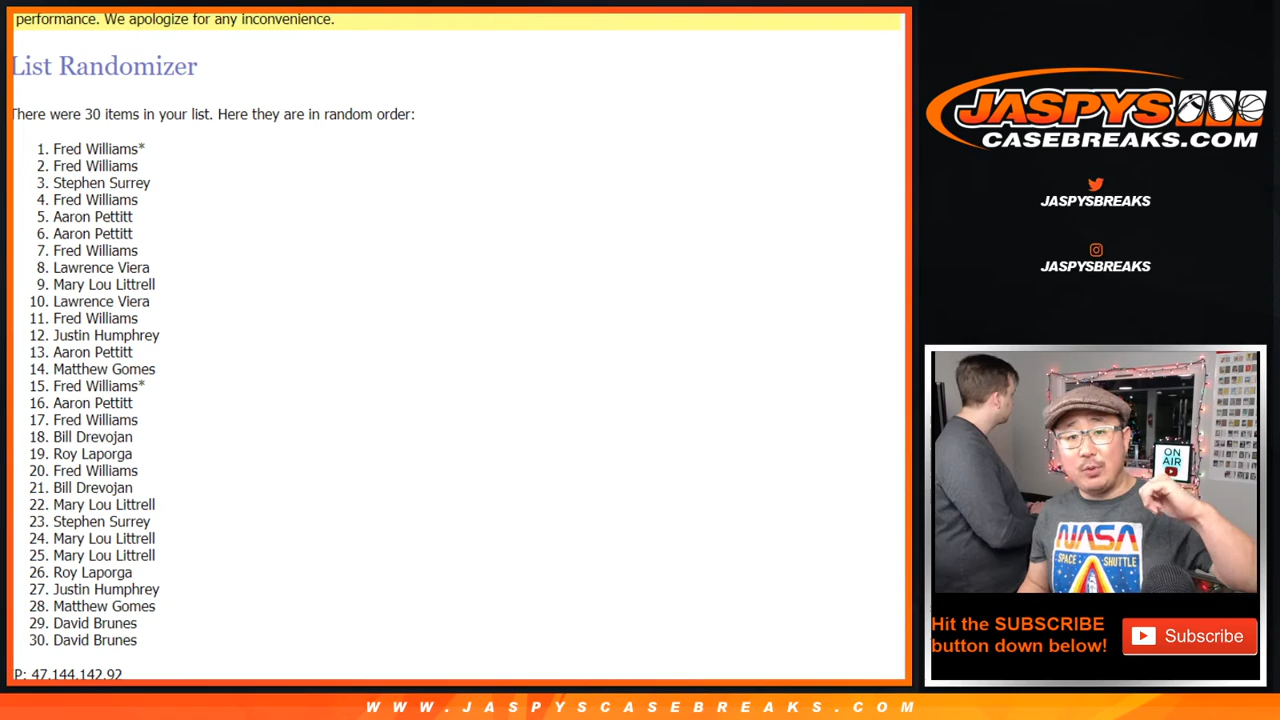 performance. We apologize for any inconvenience.
List Randomizer
There were 30 items in your list. Here they are in random order:
1. Fred Williams*
2. Fred Williams
3. Stephen Surrey
4. Fred Williams
5. Aaron Pettitt
6. Aaron Pettitt
7. Fred Williams
8. Lawrence Viera
9. Mary Lou Littrell
10. Lawrence Viera
11. Fred Williams
12. Justin Humphrey
13. Aaron Pettitt
14. Matthew Gomes
15. Fred Williams*
16. Aaron Pettitt
17. Fred Williams
18. Bill Drevojan
19. Roy Laporga
20. Fred Williams
21. Bill Drevojan
22. Mary Lou Littrell
23. Stephen Surrey
24. Mary Lou Littrell
25. Mary Lou Littrell
26. Roy Laporga
27. Justin Humphrey
28. Matthew Gomes
29. David Brunes
30. David Brunes
IP: 47.144.142.92
JASPYS
CASEBREAKS.COM
JASPYSBREAKS
JASPYSBREAKS
ON
AIR
NASA
SPACE SHUTTLE
Hit the SUBSCRIBE
button down below!
Subscribe
WWW.JASPYSCASEBREAKS.COM